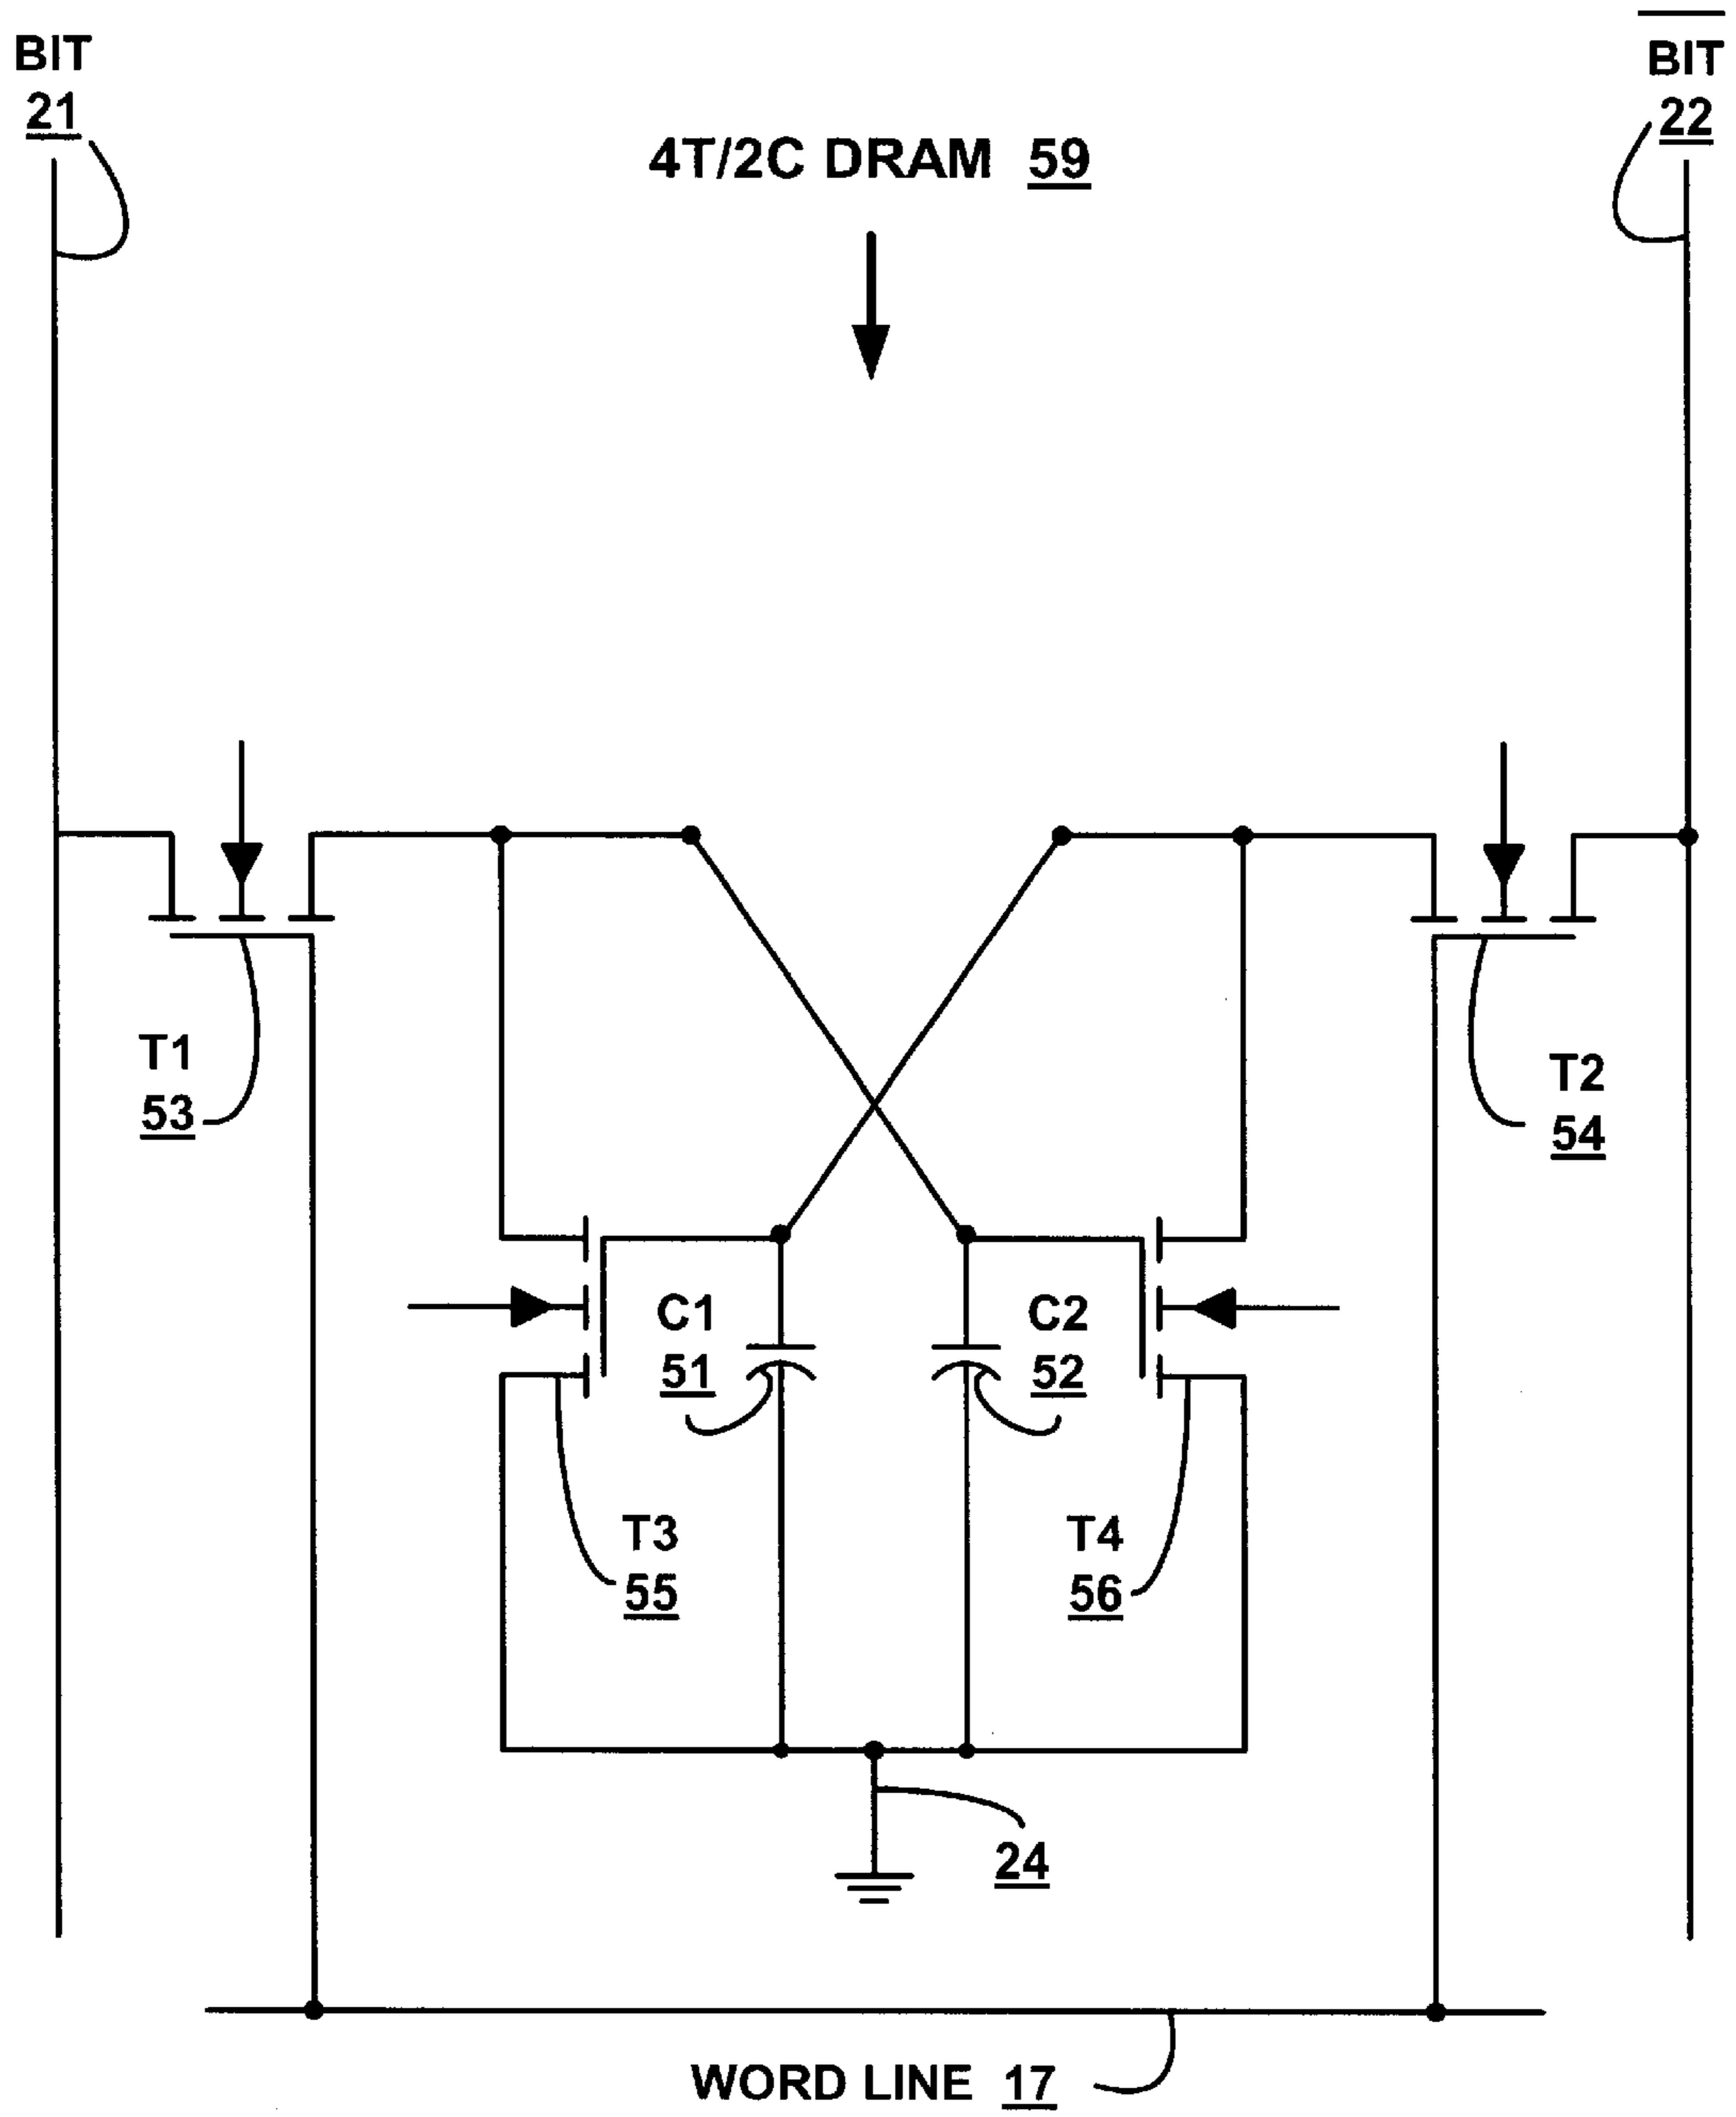 BIT
21
BIT
22
4T/2C DRAM 59
T1
53
T2
54
C1
51
C2
52
T3
55
T4
56
24
WORD LINE 17